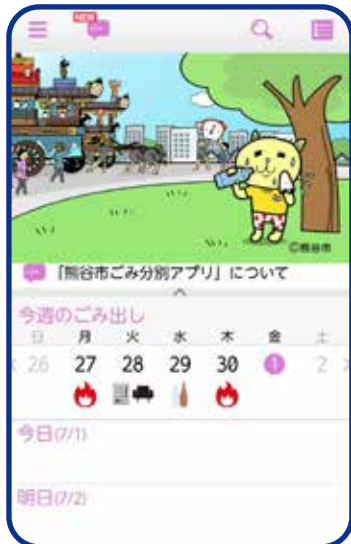 NEW
©熊谷市
「熊谷市ごみ分別アプリ」について
今週のごみ出し
日 月 火 水 木 金 土
26 27 28 29 30 1 2
今日(7/1)
明日(7/2)